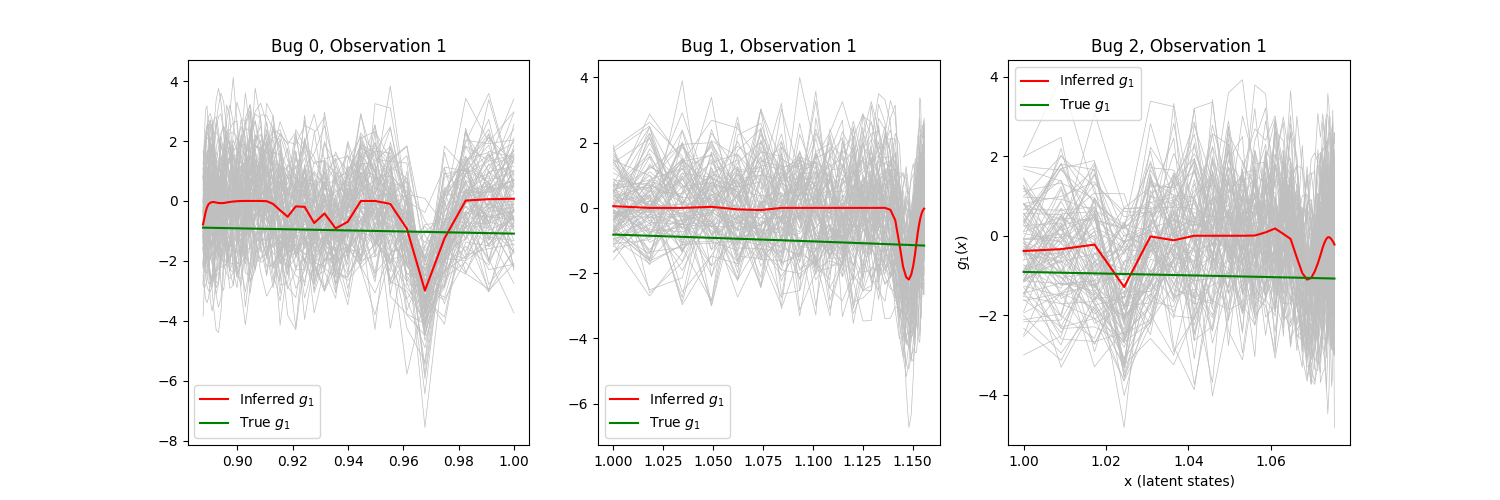 Bug 0, Observation 1
4
2
0
−2
−4
−6
−8
0.90 0.92 0.94 0.96 0.98 1.00
Inferred g₁
True g₁
Bug 1, Observation 1
4
2
0
−2
−4
−6
1.000 1.025 1.050 1.075 1.100 1.125 1.150
Inferred g₁
True g₁
Bug 2, Observation 1
4
2
0
−2
−4
g₁(x)
1.00 1.02 1.04 1.06
x (latent states)
Inferred g₁
True g₁